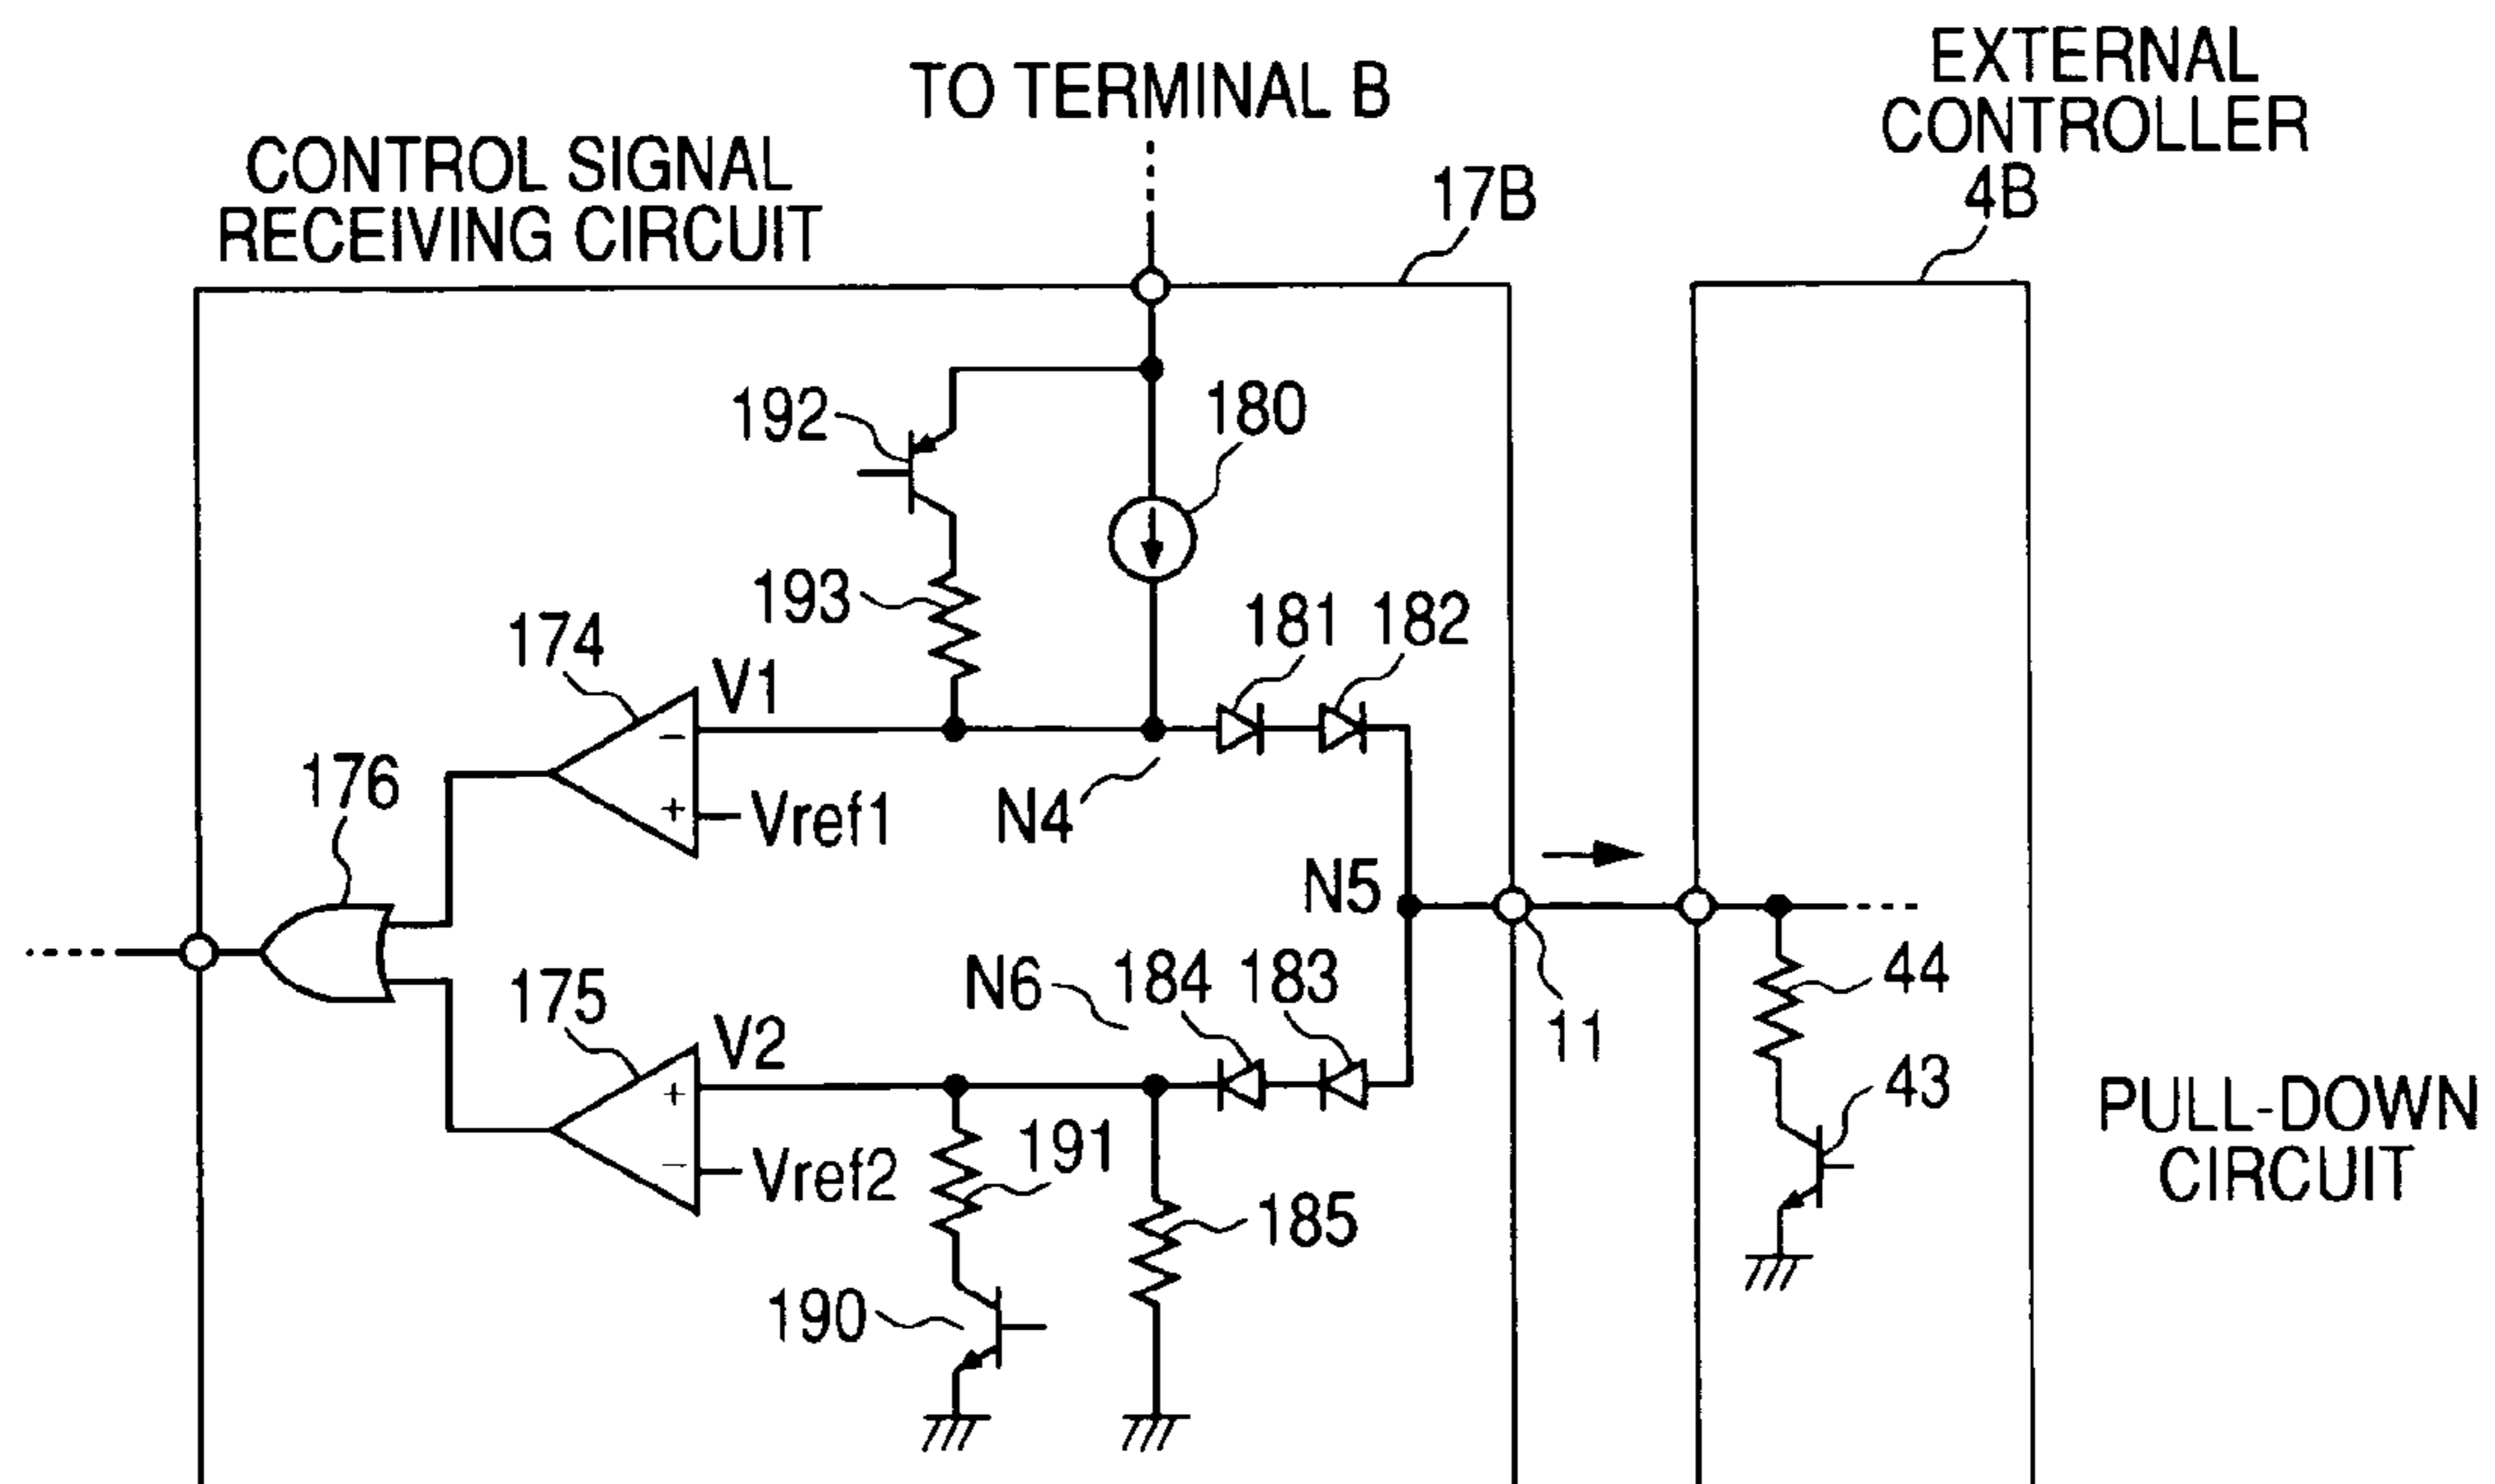 EXTERNAL
CONTROLLER
4B
TO TERMINAL B
CONTROL SIGNAL
RECEIVING CIRCUIT
17B
192
180
193
181
182
174
V1
−
+
Vref1
N4
176
N5
N6
184
183
44
11
175
V2
+
−
Vref2
191
185
43
PULL-DOWN
CIRCUIT
190